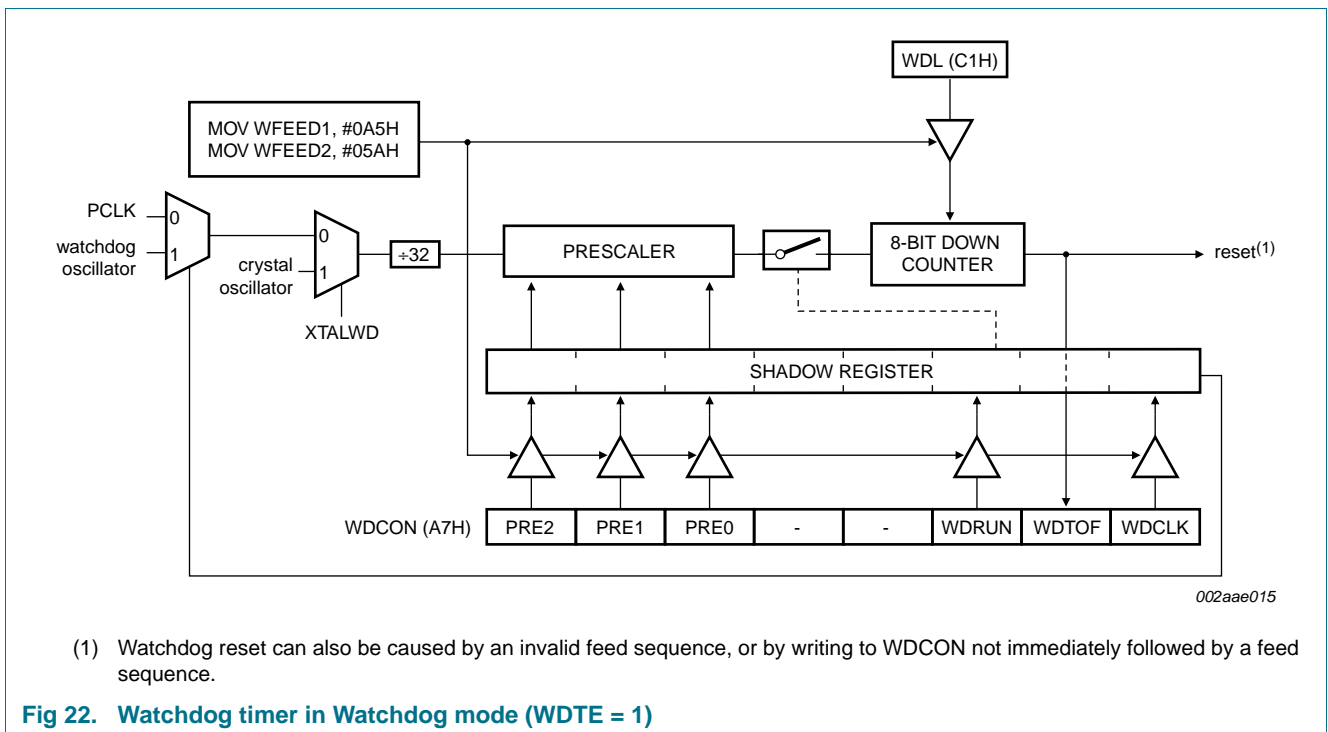 WDL (C1H)
MOV WFEED1, #0A5H
MOV WFEED2, #05AH
PCLK
0
watchdog
oscillator
1
0
crystal
oscillator
1
XTALWD
÷32
PRESCALER
8-BIT DOWN
COUNTER
reset(1)
SHADOW REGISTER
WDCON (A7H)
PRE2
PRE1
PRE0
-
-
WDRUN
WDTOF
WDCLK
002aae015
(1) Watchdog reset can also be caused by an invalid feed sequence, or by writing to WDCON not immediately followed by a feed
sequence.
Fig 22. Watchdog timer in Watchdog mode (WDTE = 1)